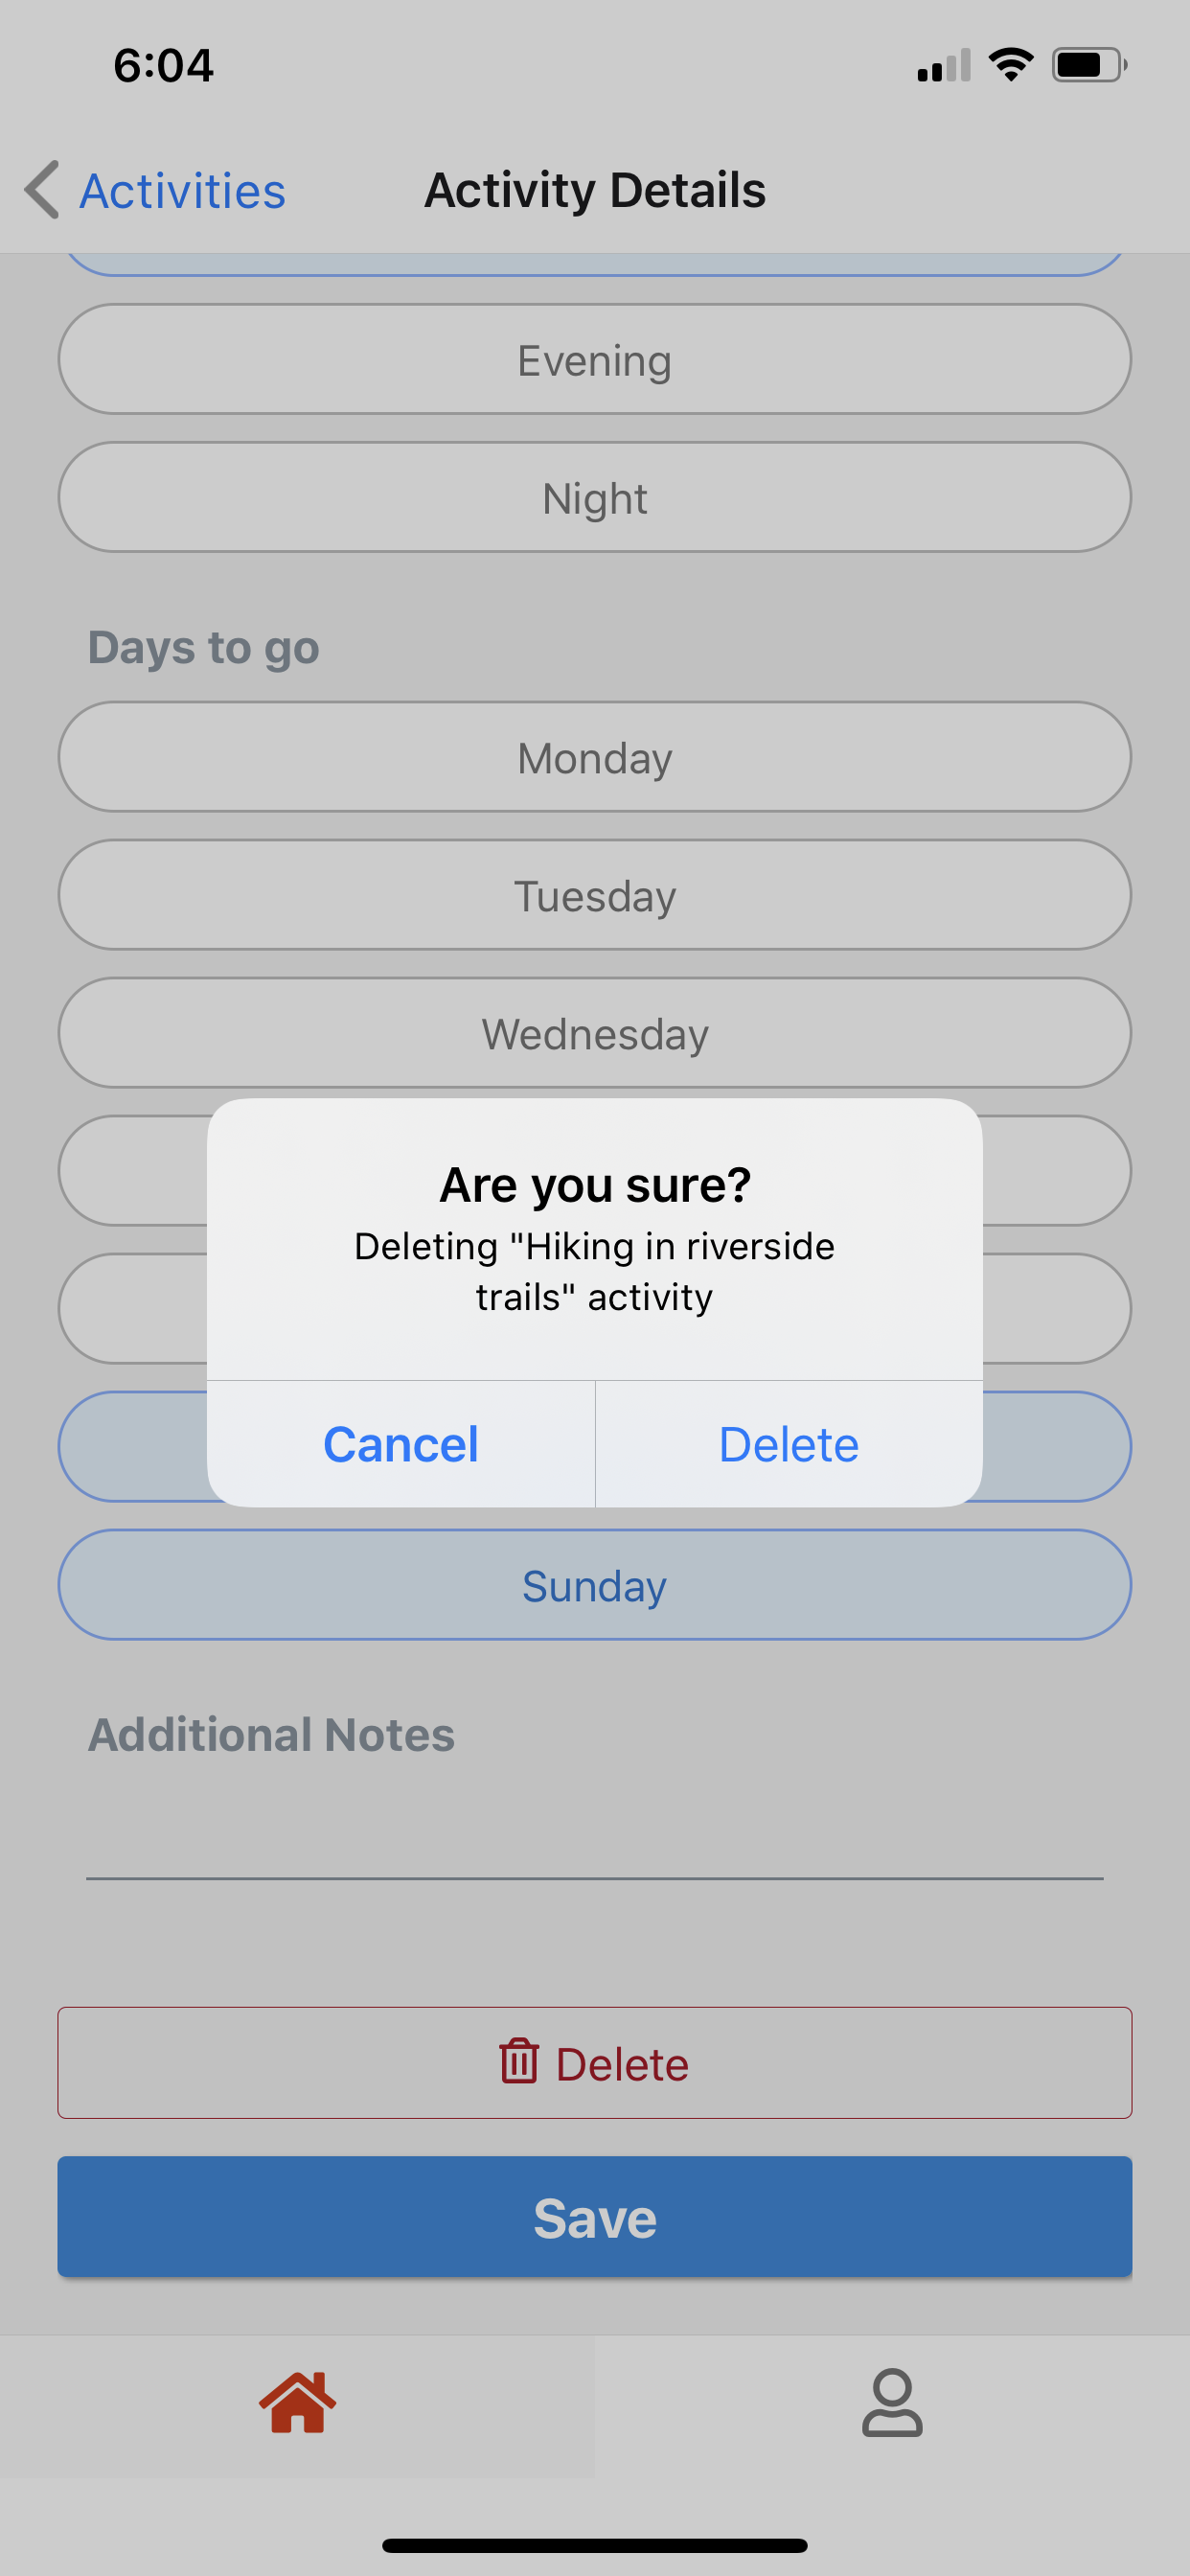 6:04
Activities
Activity Details
Evening
Night
Days to go
Monday
Tuesday
Wednesday
Are you sure?
Deleting "Hiking in riverside
trails" activity
Cancel
Delete
Sunday
Additional Notes
Delete
Save